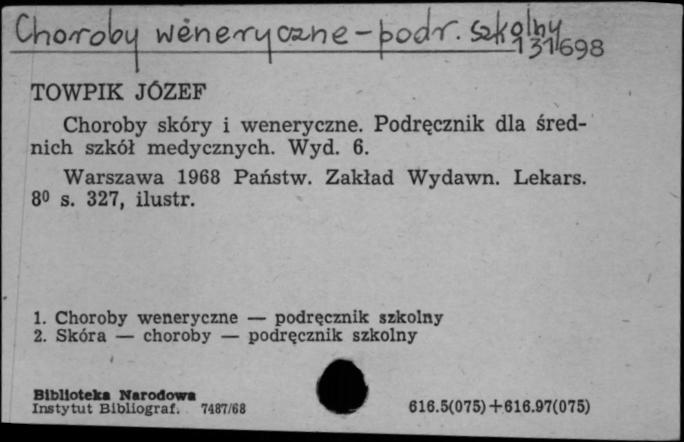 Choroby weneryczne - podr. szkolny
131698
TOWPIK JÓZEF
Choroby skóry i weneryczne. Podręcznik dla śred-
nich szkół medycznych. Wyd. 6.
Warszawa 1968 Państw. Zakład Wydawn. Lekars.
8⁰ s. 327, ilustr.
1. Choroby weneryczne — podręcznik szkolny
2. Skóra — choroby — podręcznik szkolny
Biblioteka Narodowa
Instytut Bibliograf. 7487/68
616.5(075)+616.97(075)